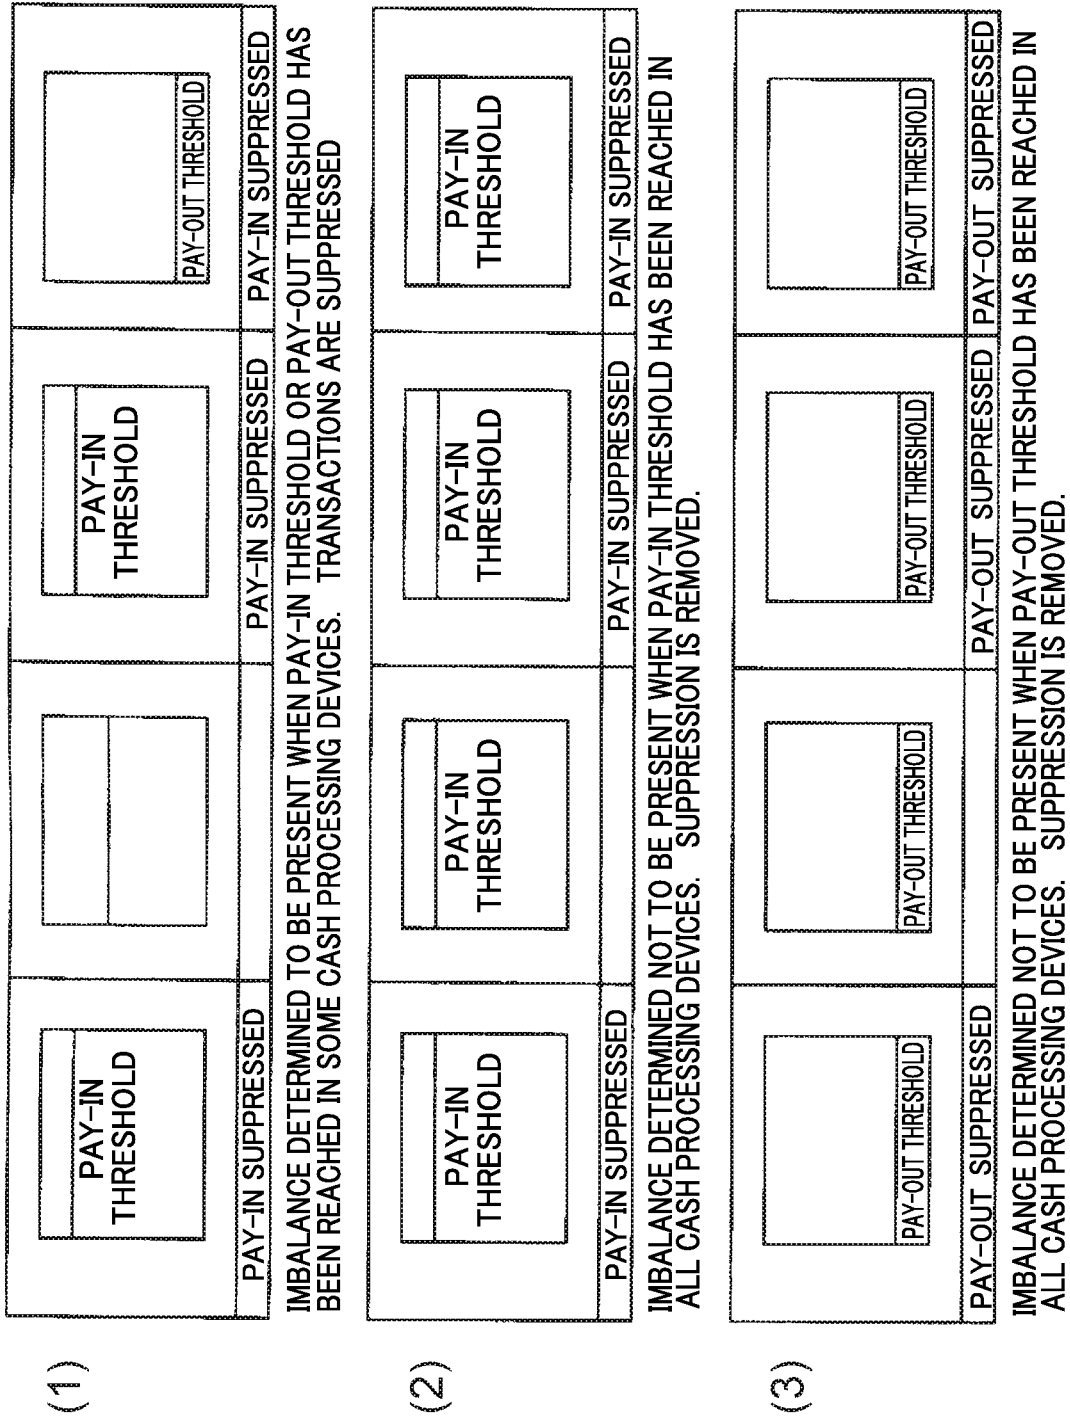 (1)
PAY-IN
THRESHOLD
PAY-IN
THRESHOLD
PAY-OUT THRESHOLD
PAY-IN SUPPRESSED
PAY-IN SUPPRESSED
PAY-IN SUPPRESSED
IMBALANCE DETERMINED TO BE PRESENT WHEN PAY-IN THRESHOLD OR PAY-OUT THRESHOLD HAS
BEEN REACHED IN SOME CASH PROCESSING DEVICES. TRANSACTIONS ARE SUPPRESSED
(2)
PAY-IN
THRESHOLD
PAY-IN
THRESHOLD
PAY-IN
THRESHOLD
PAY-IN
THRESHOLD
PAY-IN SUPPRESSED
PAY-IN SUPPRESSED
PAY-IN SUPPRESSED
IMBALANCE DETERMINED NOT TO BE PRESENT WHEN PAY-IN THRESHOLD HAS BEEN REACHED IN
ALL CASH PROCESSING DEVICES. SUPPRESSION IS REMOVED.
(3)
PAY-OUT THRESHOLD
PAY-OUT THRESHOLD
PAY-OUT THRESHOLD
PAY-OUT THRESHOLD
PAY-OUT SUPPRESSED
PAY-OUT SUPPRESSED
PAY-OUT SUPPRESSED
IMBALANCE DETERMINED NOT TO BE PRESENT WHEN PAY-OUT THRESHOLD HAS BEEN REACHED IN
ALL CASH PROCESSING DEVICES. SUPPRESSION IS REMOVED.